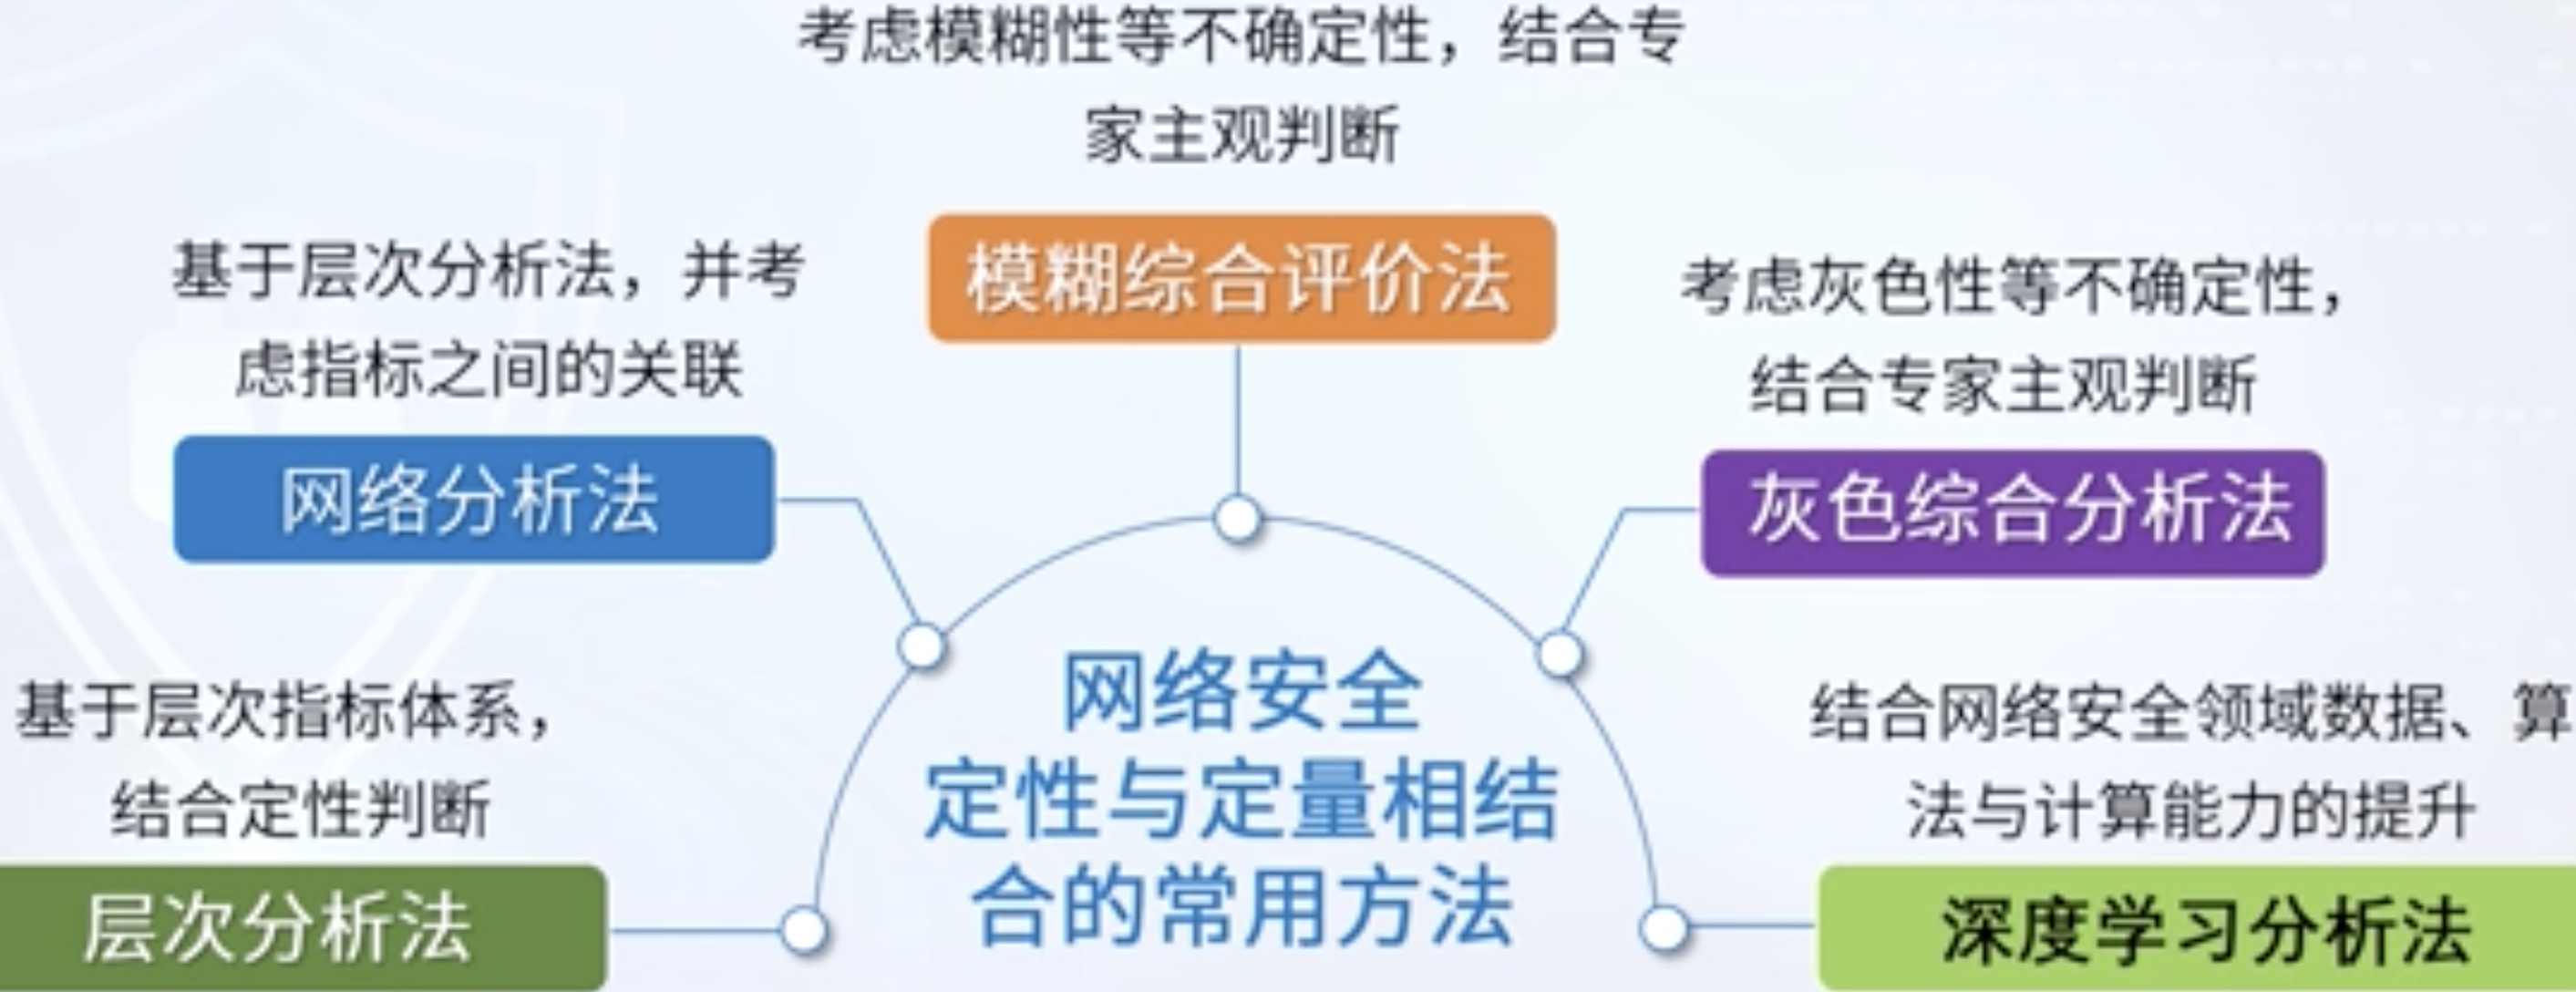 考虑模糊性等不确定性，结合专
家主观判断
模糊综合评价法
基于层次分析法，并考
虑指标之间的关联
网络分析法
考虑灰色性等不确定性，
结合专家主观判断
灰色综合分析法
基于层次指标体系，
结合定性判断
层次分析法
网络安全
定性与定量相结
合的常用方法
结合网络安全领域数据、算
法与计算能力的提升
深度学习分析法